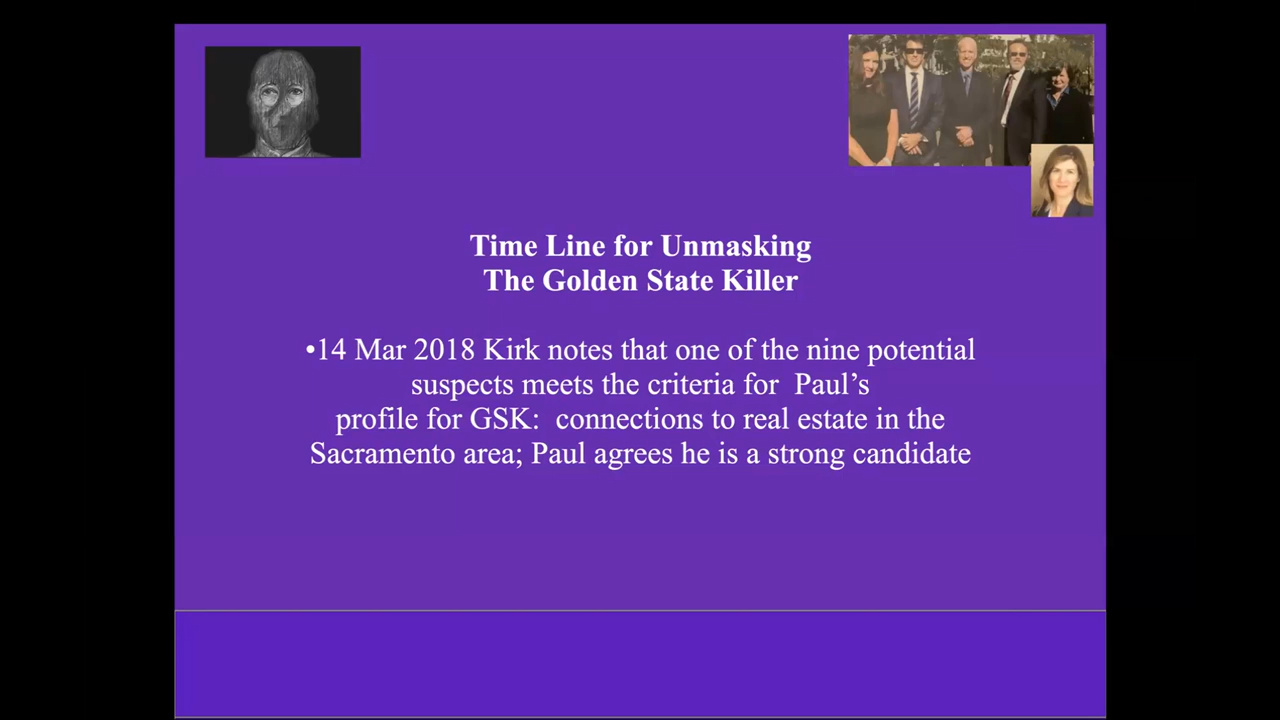 Time Line for Unmasking
The Golden State Killer
•14 Mar 2018 Kirk notes that one of the nine potential
suspects meets the criteria for  Paul’s
profile for GSK:  connections to real estate in the
Sacramento area; Paul agrees he is a strong candidate